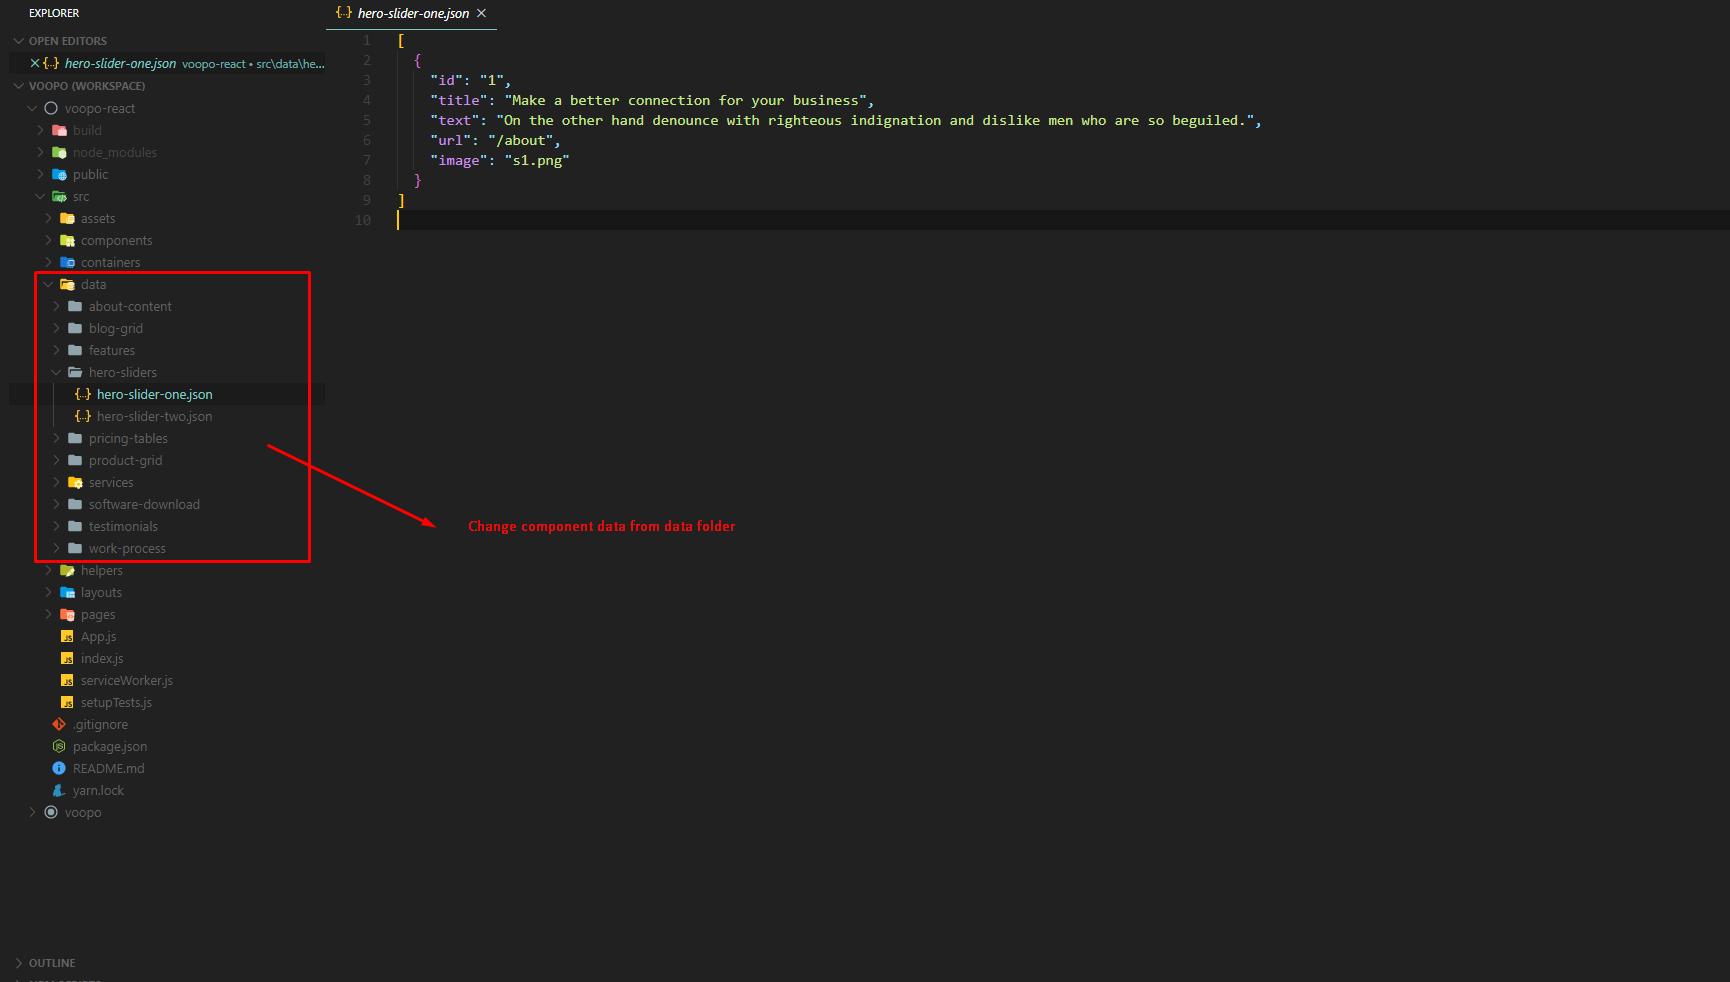 EXPLORER
OPEN EDITORS
hero-slider-one.json voopo-react • src\data\he...
VOOPO (WORKSPACE)
voopo-react
build
node_modules
public
src
assets
components
containers
data
about-content
blog-grid
features
hero-sliders
{..} hero-slider-one.json
{..} hero-slider-two.json
pricing-tables
product-grid
services
software-download
testimonials
work-process
helpers
layouts
pages
JS App.js
JS index.js
JS serviceWorker.js
JS setupTests.js
.gitignore
package.json
README.md
yarn.lock
voopo
OUTLINE
{..} hero-slider-one.json
1 [
2 {
3 "id": "1",
4 "title": "Make a better connection for your business",
5 "text": "On the other hand denounce with righteous indignation and dislike men who are so beguiled.",
6 "url": "/about",
7 "image": "s1.png"
8 }
9 ]
10
Change component data from data folder